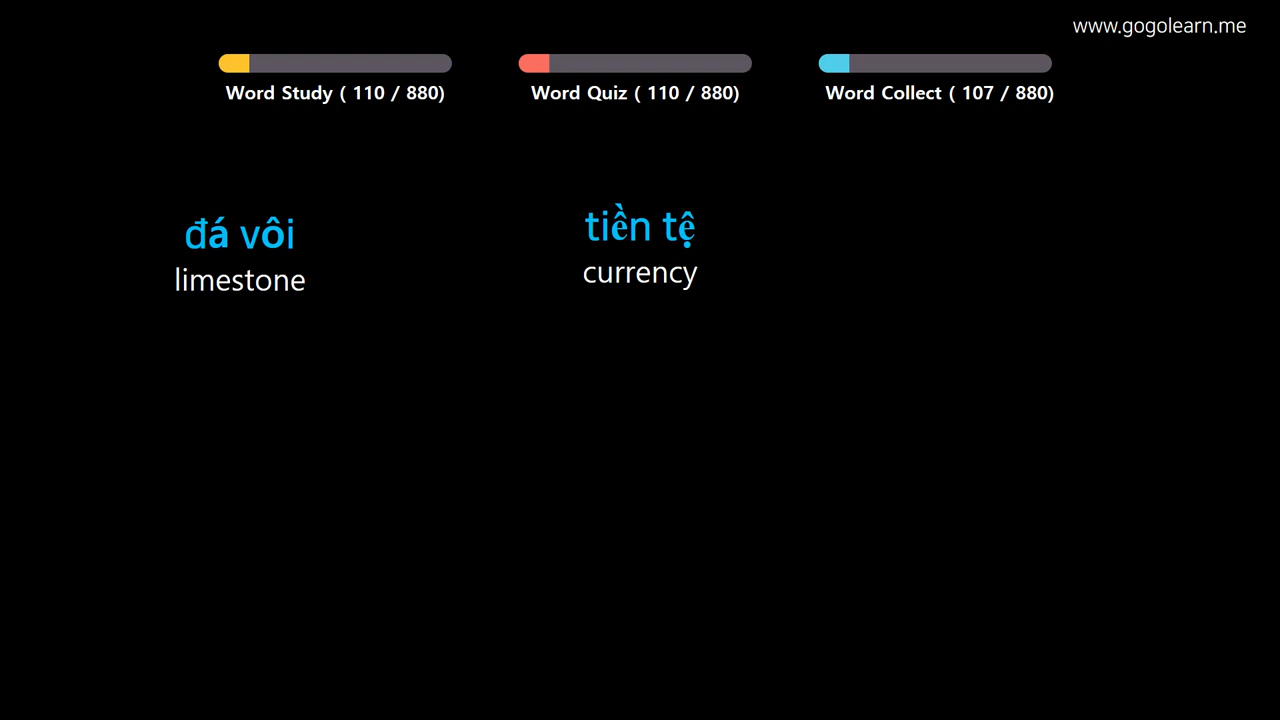 www.gogolearn.me
Word Study ( 110 / 880)
Word Quiz ( 110 / 880)
Word Collect ( 107 / 880)
đá vôi
limestone
tiền tệ
currency